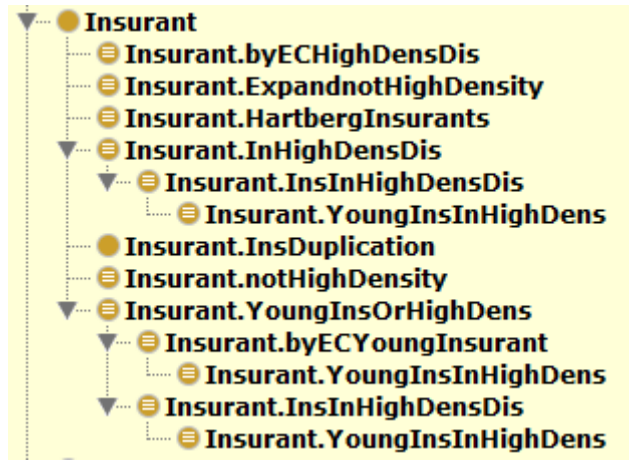 Insurant
Insurant.byECHighDensDis
Insurant.ExpandnotHighDensity
Insurant.HartbergInsurants
Insurant.InHighDensDis
Insurant.InsInHighDensDis
Insurant.YoungInsInHighDens
Insurant.InsDuplication
Insurant.notHighDensity
Insurant.YoungInsOrHighDens
Insurant.byECYoungInsurant
Insurant.YoungInsInHighDens
Insurant.InsInHighDensDis
Insurant.YoungInsInHighDens